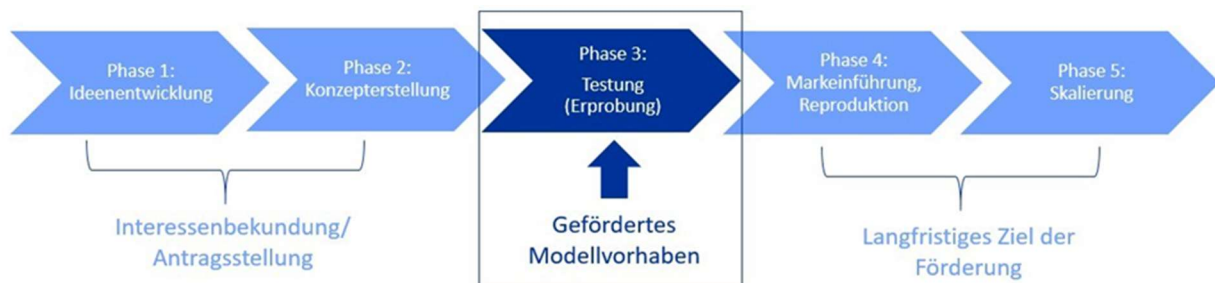 Phase 1:
Ideenentwicklung
Phase 2:
Konzepterstellung
Phase 3:
Testung
(Erprobung)
Phase 4:
Markeinführung,
Reproduktion
Phase 5:
Skalierung
Interessenbekundung/
Antragsstellung
Gefördertes
Modellvorhaben
Langfristiges Ziel der
Förderung